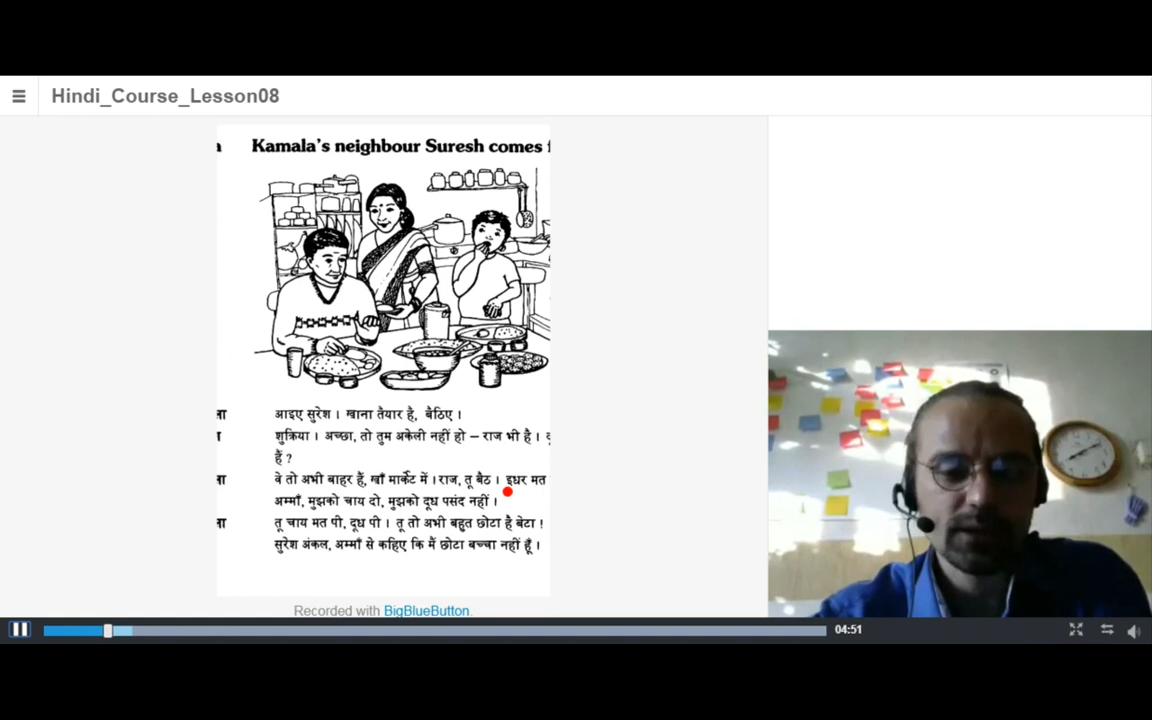 Hindi_Course_Lesson08
Kamala's neighbour Suresh comes
आइए सुरेश । खाना तैयार है, बैठिए ।
शुक्रिया । अच्छा, तो तुम अकेली नहीं हो – राज भी है ।
हैं ?
वे तो अभी बाहर हैं, खाँ मार्केट में । राज, तू बैठ । इधर मत
अम्माँ, मुझको चाय दो, मुझको दूध पसंद नहीं ।
तू चाय मत पी, दूध पी । तू तो अभी बहुत छोटा है बेटा !
सुरेश अंकल, अम्माँ से कहिए कि मैं छोटा बच्चा नहीं हूँ ।
Recorded with BigBlueButton.
04:51